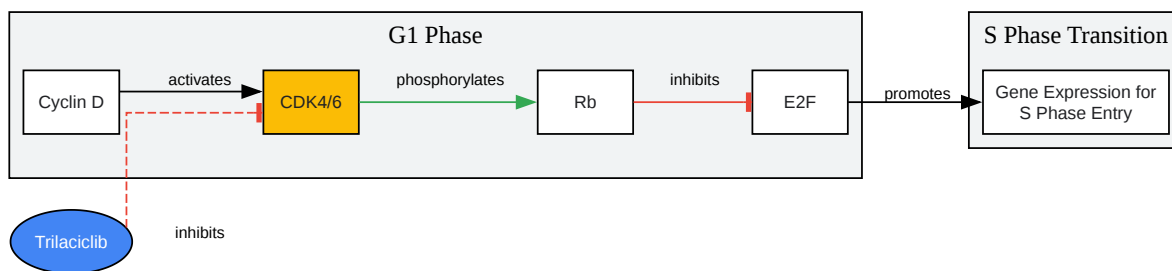 G1 Phase
S Phase Transition
Cyclin D
activates
CDK4/6
phosphorylates
Rb
inhibits
E2F
promotes
Gene Expression for
S Phase Entry
Trilaciclib
inhibits